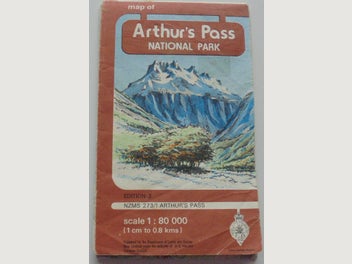 map of
Arthur's Pass
NATIONAL PARK
EDITION 3
NZMS 273/1 ARTHUR'S PASS
scale 1 : 80 000
(1 cm to 0.8 kms)